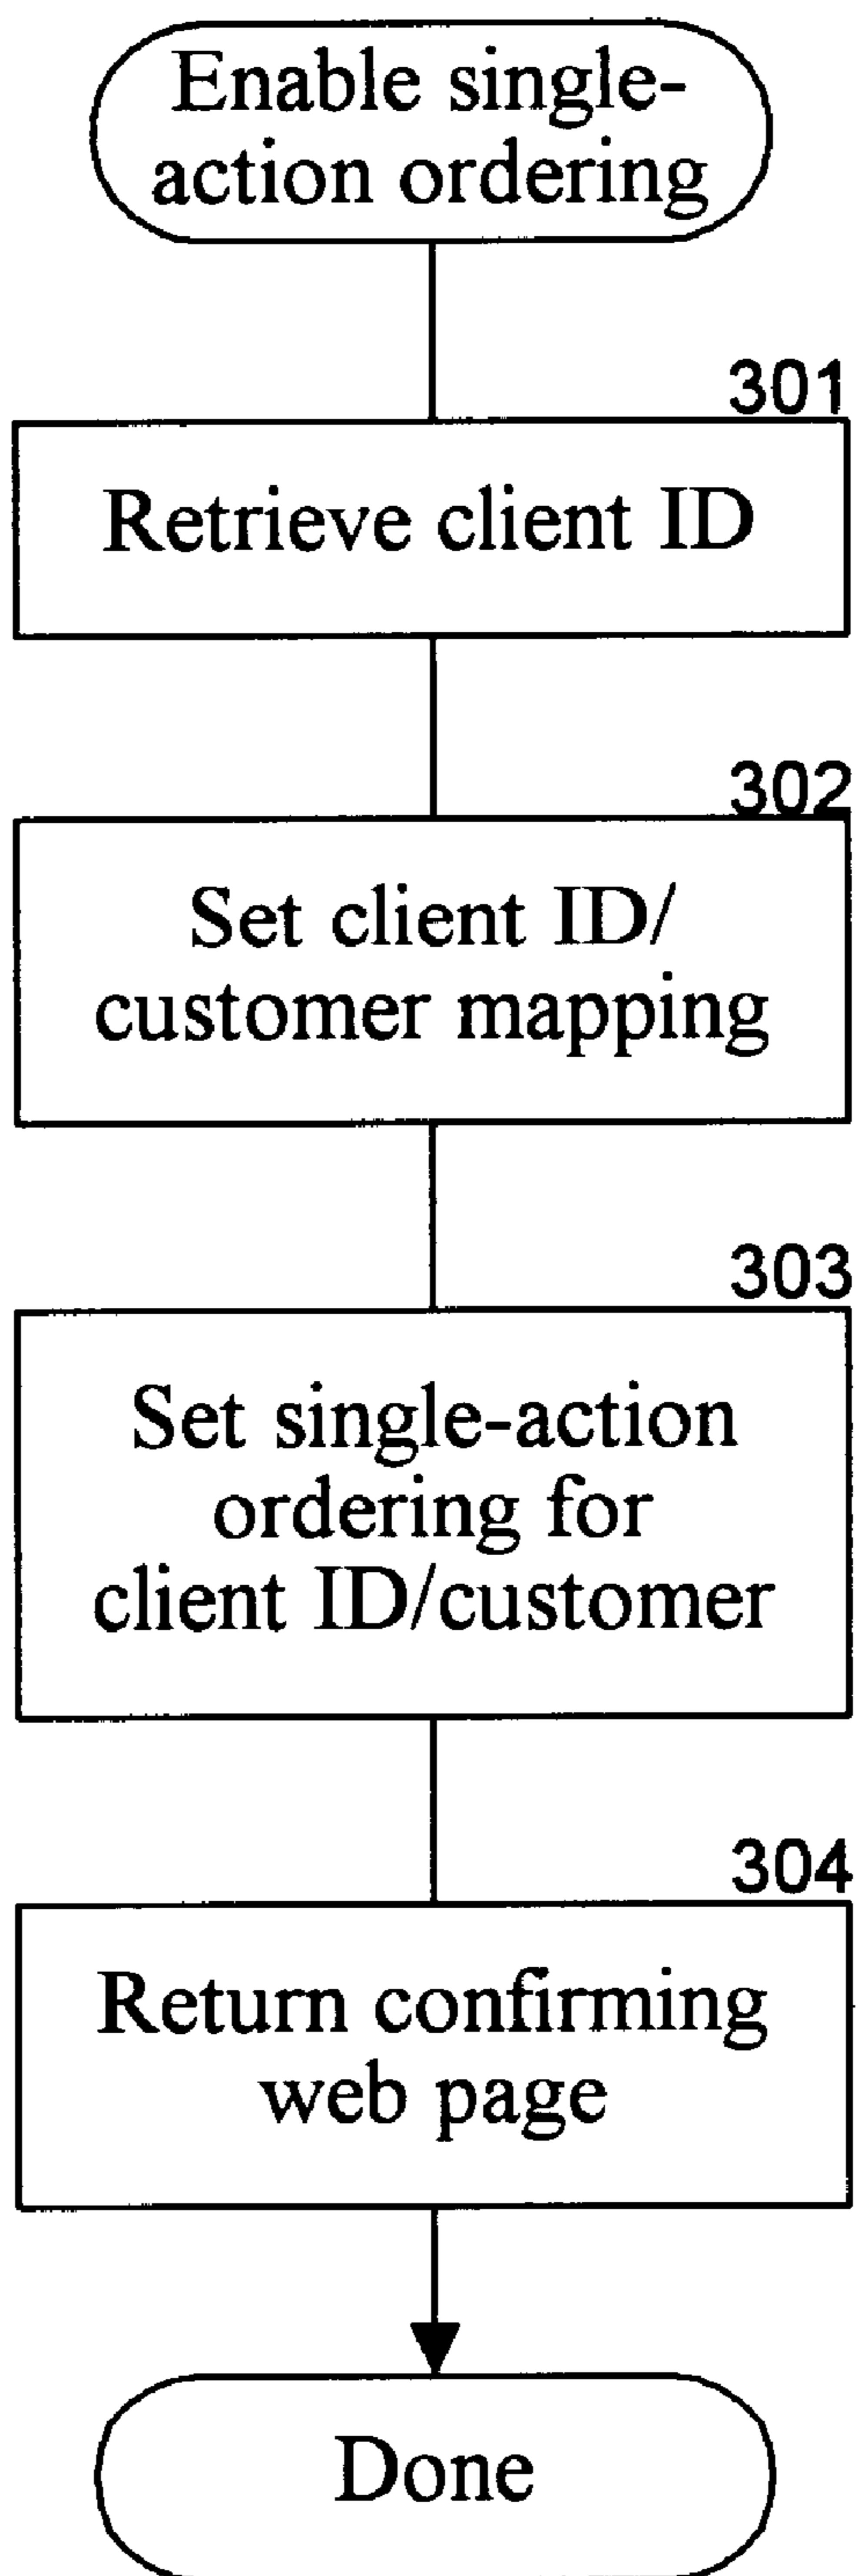 Enable single-
action ordering
301
Retrieve client ID
302
Set client ID/
customer mapping
303
Set single-action
ordering for
client ID/customer
304
Return confirming
web page
Done